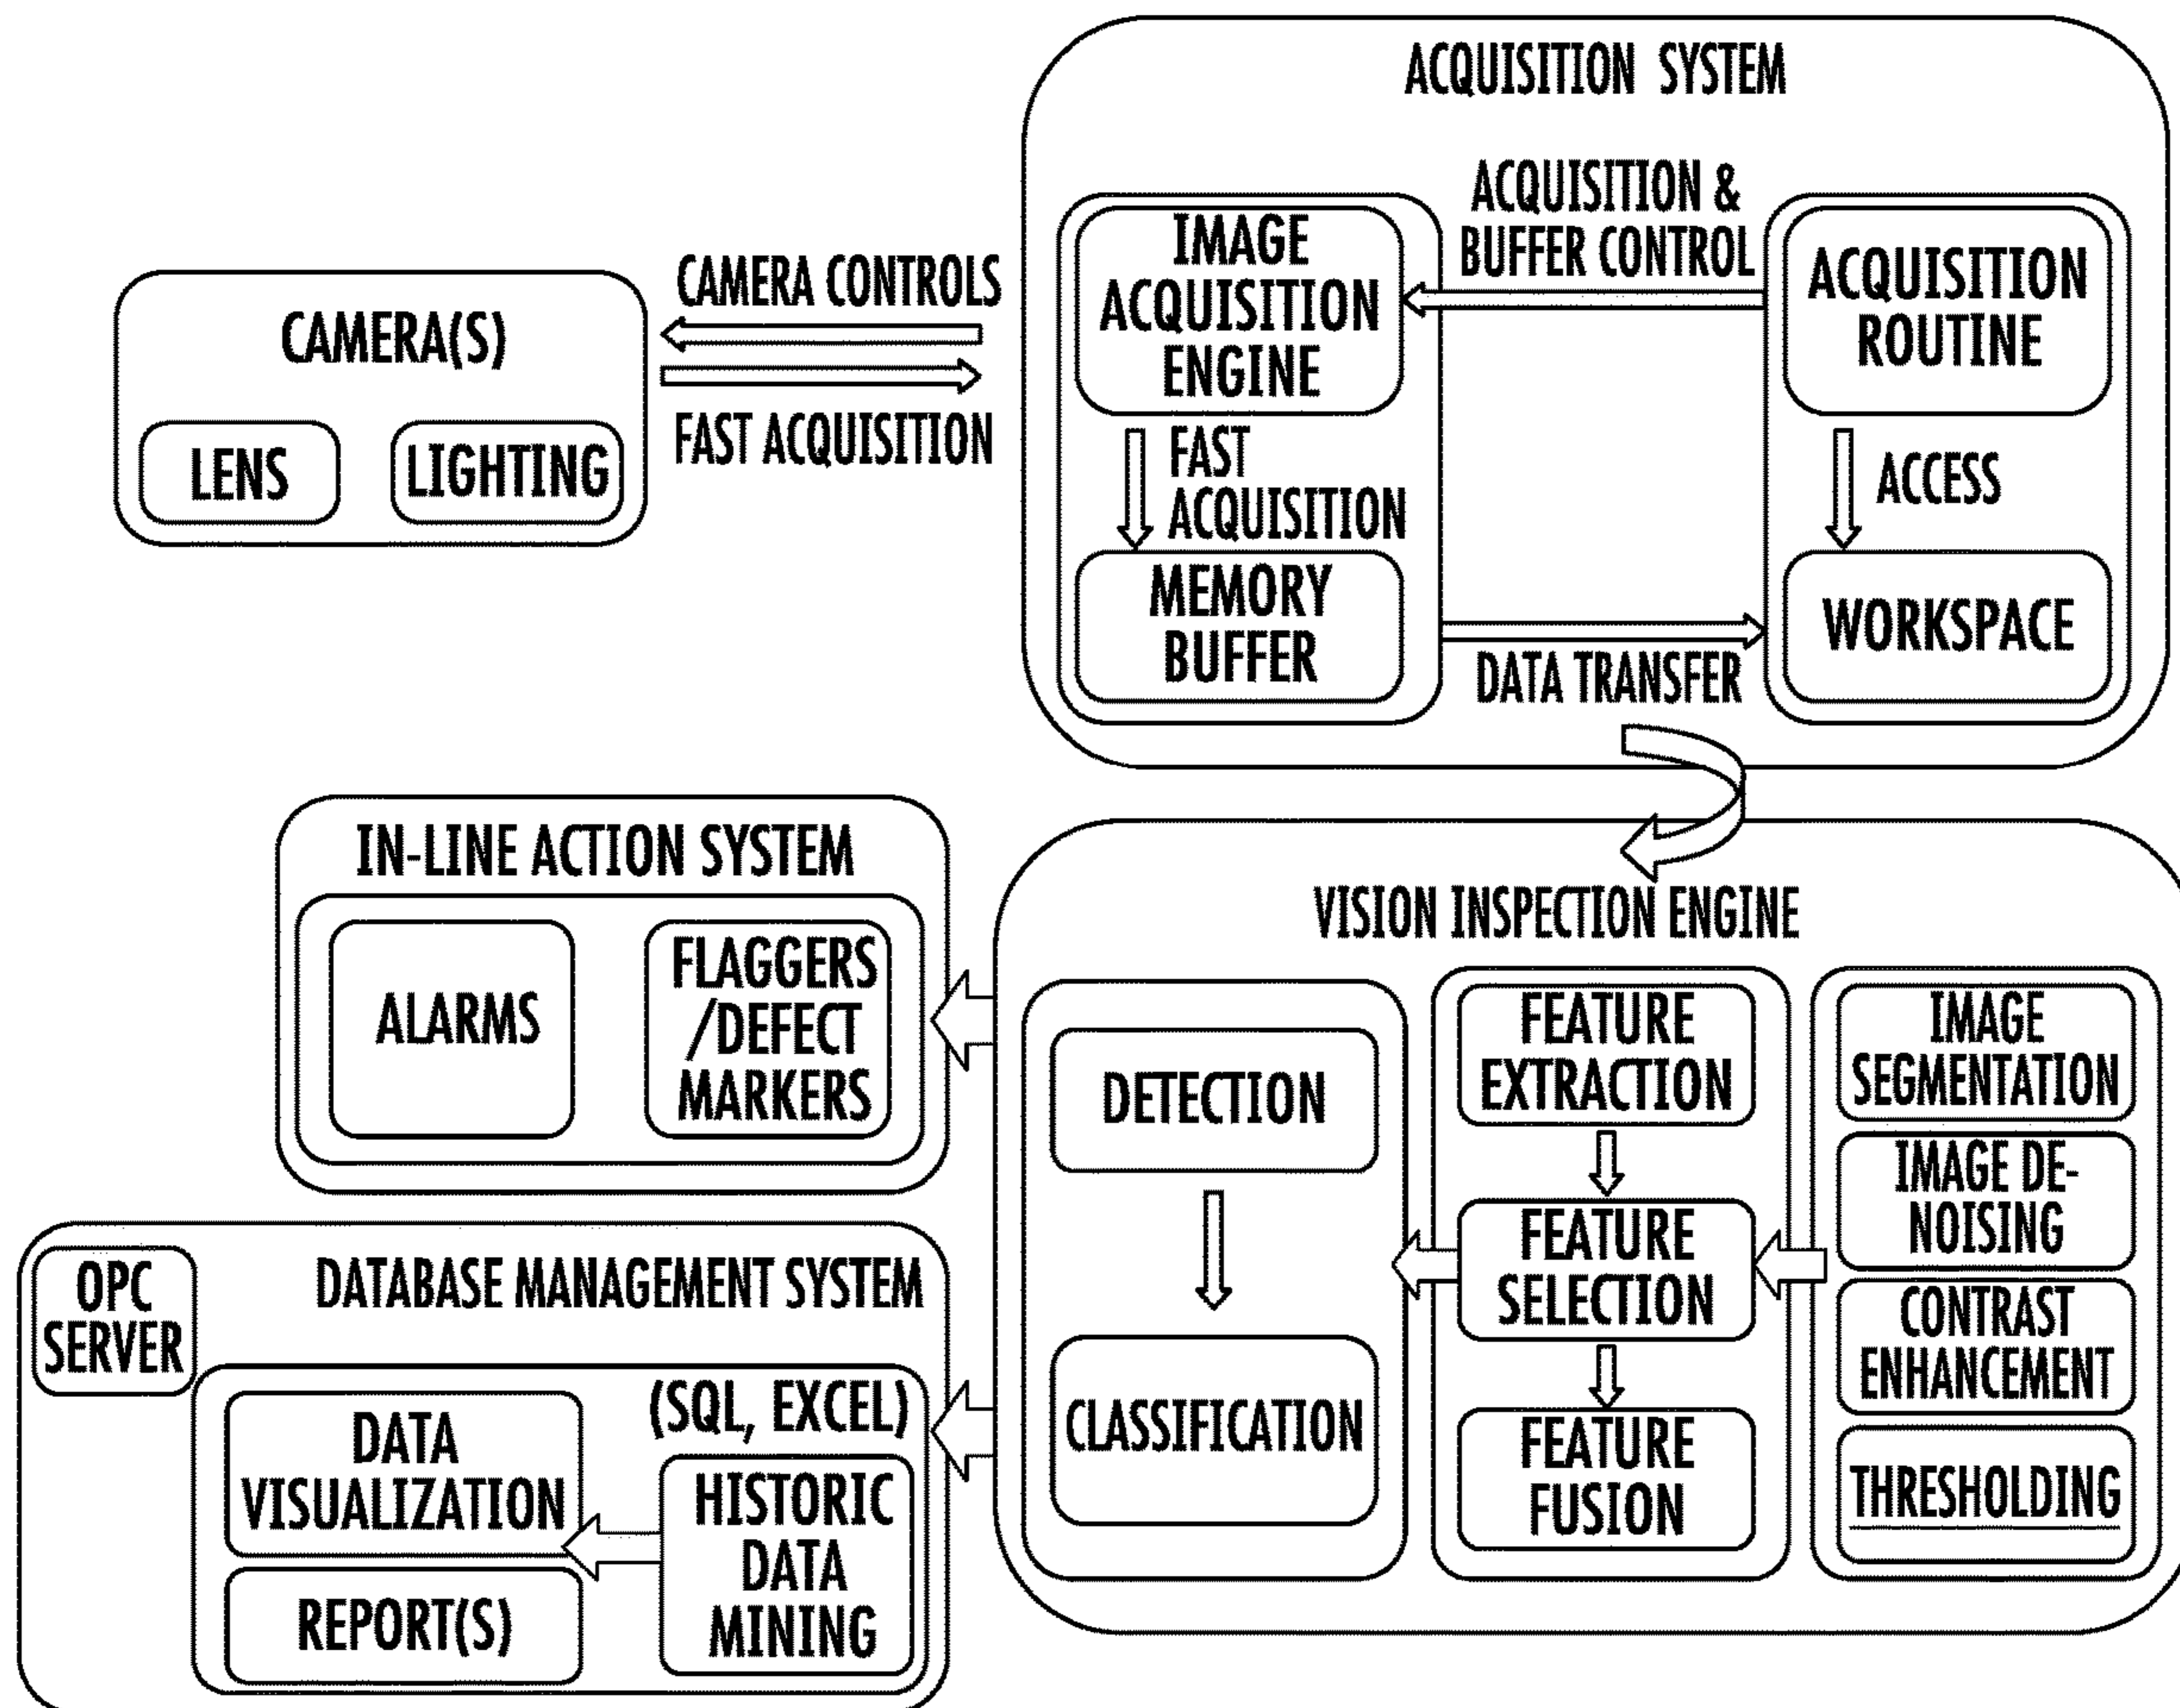 ACQUISITION SYSTEM
ACQUISITION &
BUFFER CONTROL
IMAGE
ACQUISITION
ENGINE
ACQUISITION
ROUTINE
CAMERA CONTROLS
CAMERA(S)
LENS
LIGHTING
FAST ACQUISITION
FAST
ACQUISITION
ACCESS
MEMORY
BUFFER
WORKSPACE
DATA TRANSFER
IN-LINE ACTION SYSTEM
ALARMS
FLAGGERS
/DEFECT
MARKERS
VISION INSPECTION ENGINE
DETECTION
CLASSIFICATION
FEATURE
EXTRACTION
FEATURE
SELECTION
FEATURE
FUSION
IMAGE
SEGMENTATION
IMAGE DE-
NOISING
CONTRAST
ENHANCEMENT
THRESHOLDING
OPC
SERVER
DATABASE MANAGEMENT SYSTEM
(SQL, EXCEL)
DATA
VISUALIZATION
REPORT(S)
HISTORIC
DATA
MINING